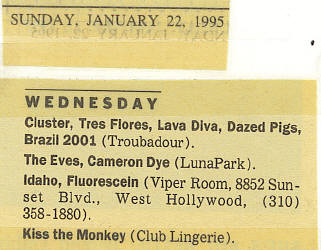 SUNDAY, JANUARY 22, 1995
WEDNESDAY
Cluster, Tres Flores, Lava Diva, Dazed Pigs,
Brazil 2001 (Troubadour).
The Eves, Cameron Dye (LunaPark).
Idaho, Fluorescein (Viper Room, 8852 Sun-
set Blvd., West Hollywood, (310)
358-1880).
Kiss the Monkey (Club Lingerie).